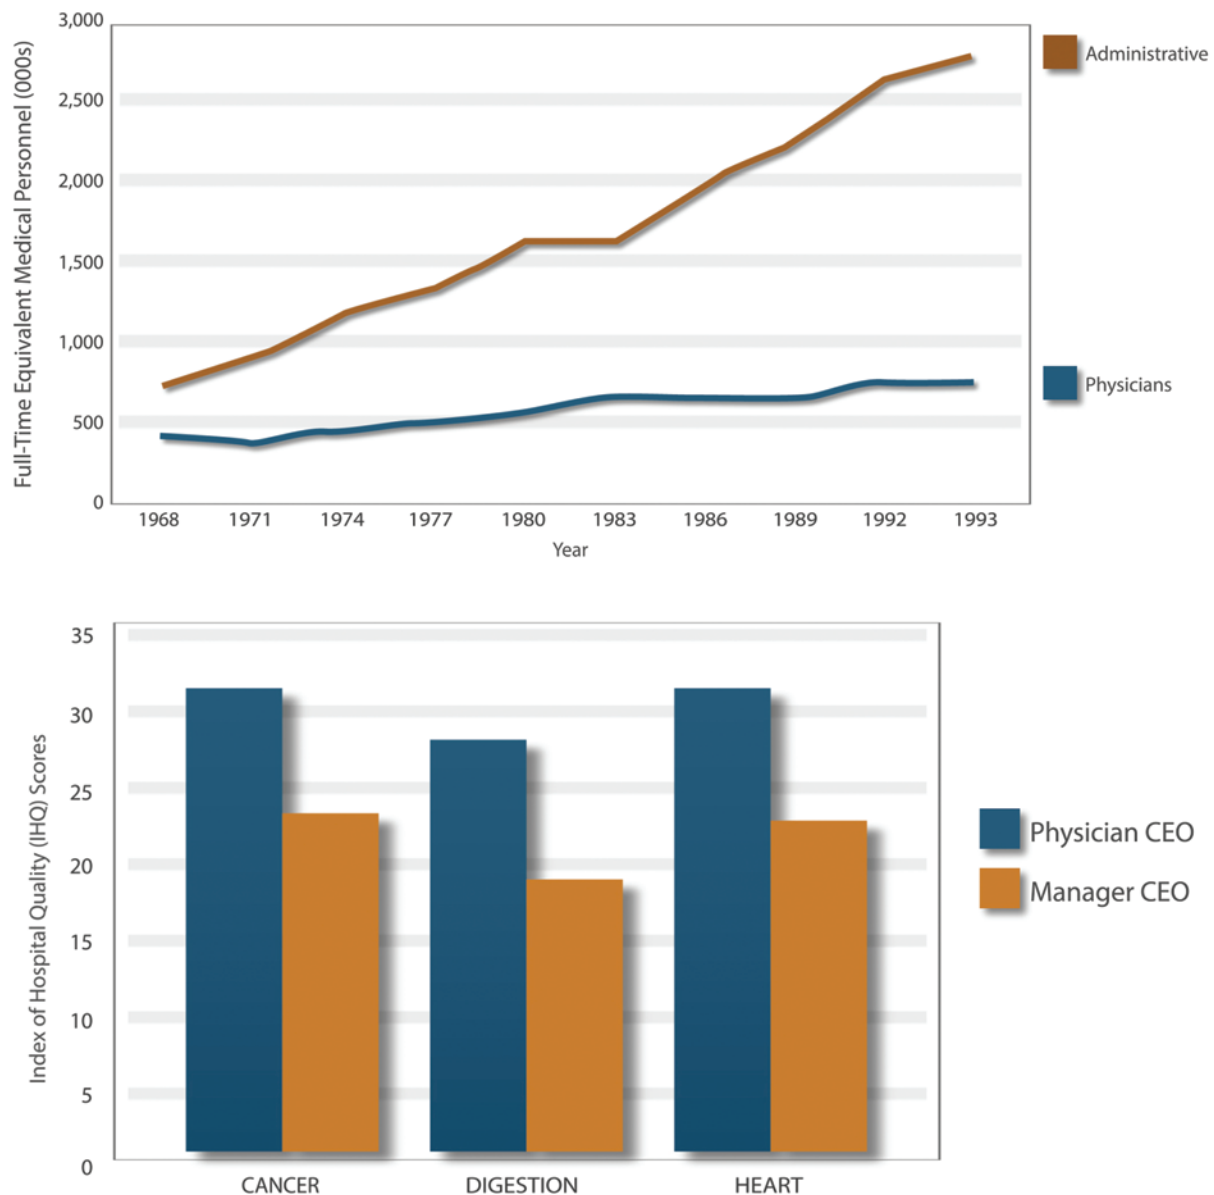 Full-Time Equivalent Medical Personnel (000s)
3,000
2,500
2,000
1,500
1,000
500
0
1968 1971 1974 1977 1980 1983 1986 1989 1992 1993
Year
Administrative
Physicians
Index of Hospital Quality (IHQ) Scores
35
30
25
20
15
10
5
0
CANCER DIGESTION HEART
Physician CEO
Manager CEO